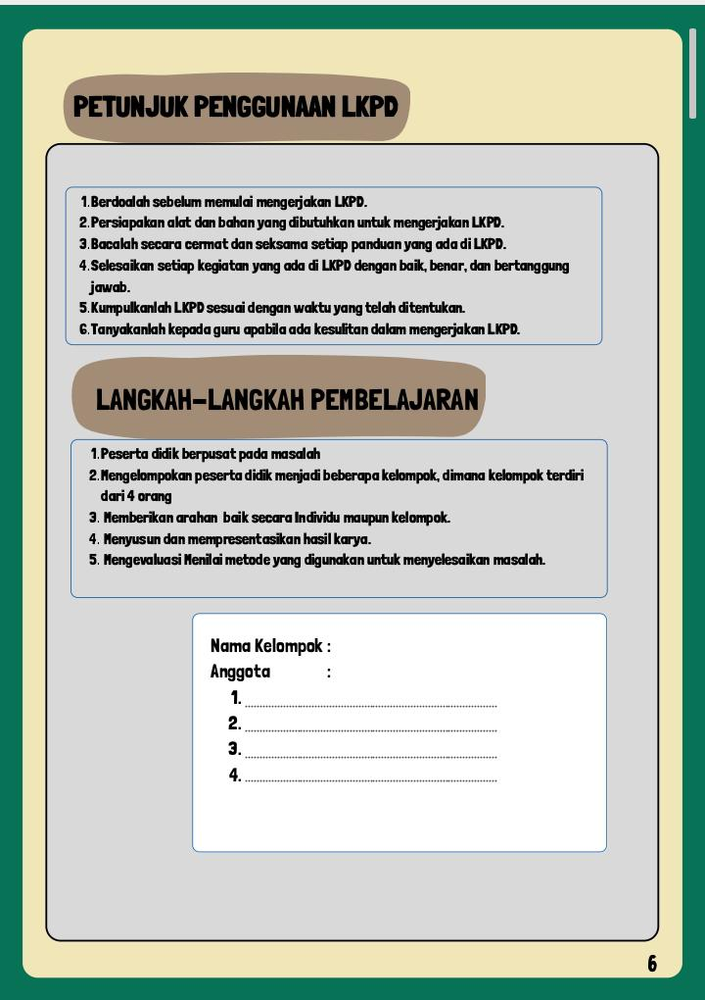 PETUNJUK PENGGUNAAN LKPD
1.Berdoalah sebelum memulai mengerjakan LKPD.
2.Persiapakan alat dan bahan yang dibutuhkan untuk mengerjakan LKPD.
3.Bacalah secara cermat dan seksama setiap panduan yang ada di LKPD.
4.Selesaikan setiap kegiatan yang ada di LKPD dengan baik, benar, dan bertanggung
jawab.
5.Kumpulkanlah LKPD sesuai dengan waktu yang telah ditentukan.
6.Tanyakanlah kepada guru apabila ada kesulitan dalam mengerjakan LKPD.
LANGKAH-LANGKAH PEMBELAJARAN
1.Peserta didik berpusat pada masalah
2.Mengelompokan peserta didik menjadi beberapa kelompok, dimana kelompok terdiri
dari 4 orang
3. Memberikan arahan  baik secara Individu maupun kelompok.
4. Menyusun dan mempresentasikan hasil karya.
5. Mengevaluasi Menilai metode yang digunakan untuk menyelesaikan masalah.
Nama Kelompok :
Anggota :
1. ........................................
2. ........................................
3. ........................................
4. ........................................
6